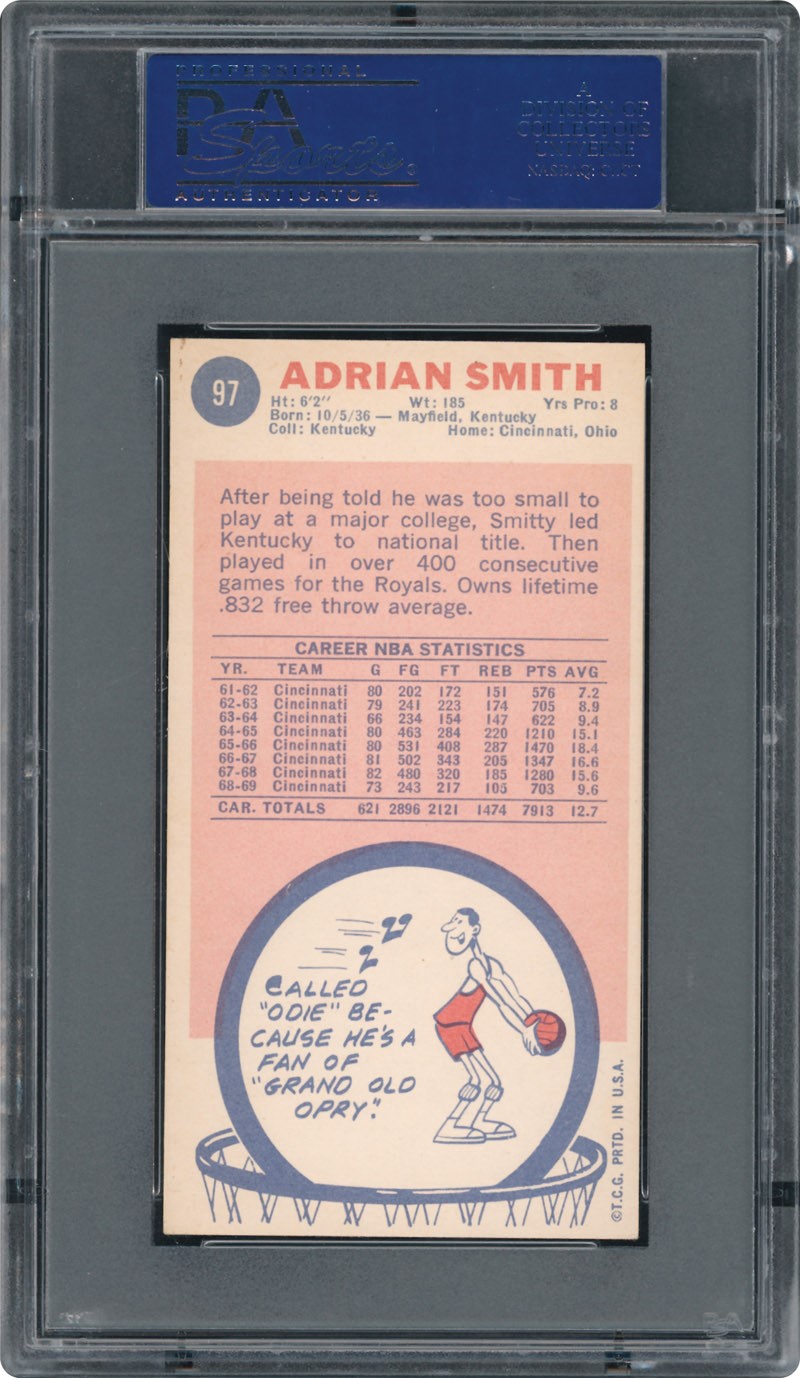 PROFESSIONAL
PSA
Sports
AUTHENTICATOR
A
DIVISION OF
COLLECTORS
UNIVERSE
NASDAQ: CLCT
97
ADRIAN SMITH
Ht: 6'2" Wt: 185 Yrs Pro: 8
Born: 10/5/36 — Mayfield, Kentucky
Coll: Kentucky Home: Cincinnati, Ohio
After being told he was too small to
play at a major college, Smitty led
Kentucky to national title. Then
played in over 400 consecutive
games for the Royals. Owns lifetime
.832 free throw average.
CAREER NBA STATISTICS
YR. TEAM G FG FT REB PTS AVG
61-62 Cincinnati 80 202 172 151 576 7.2
62-63 Cincinnati 79 241 223 174 705 8.9
63-64 Cincinnati 66 234 154 147 622 9.4
64-65 Cincinnati 80 463 284 220 1210 15.1
65-66 Cincinnati 80 531 408 287 1470 18.4
66-67 Cincinnati 81 502 343 205 1347 16.6
67-68 Cincinnati 82 480 320 185 1280 15.6
68-69 Cincinnati 73 243 217 105 703 9.6
CAR. TOTALS 621 2896 2121 1474 7913 12.7
CALLED
"ODIE" BE-
CAUSE HE'S A
FAN OF
"GRAND OLD
OPRY."
©T.C.G. PRTD. IN U.S.A.
PSA